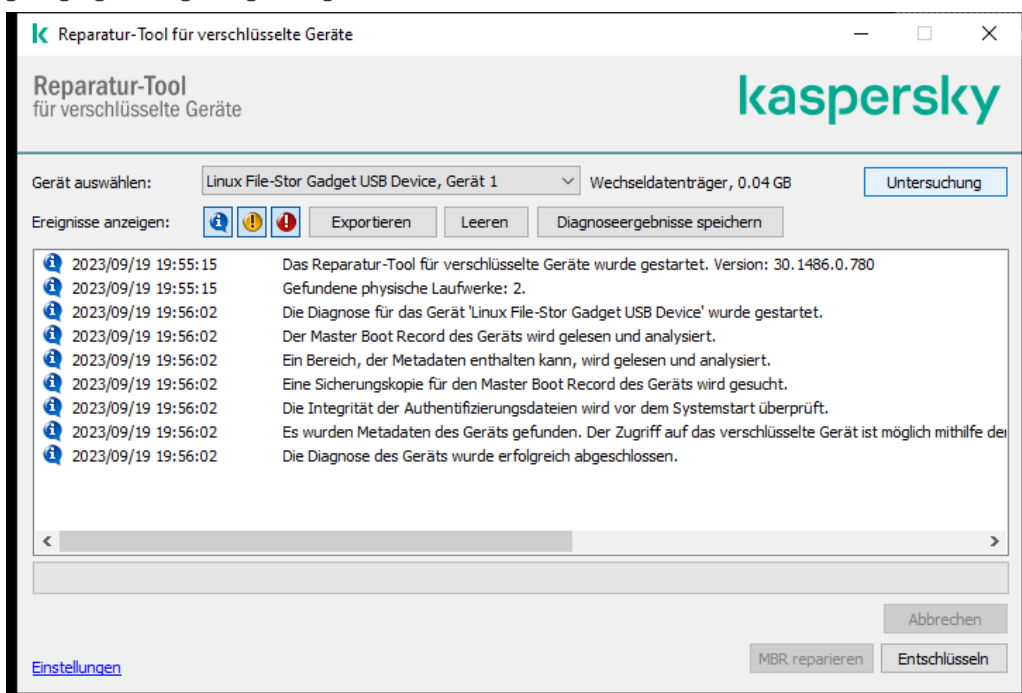 Reparatur-Tool für verschlüsselte Geräte
Reparatur-Tool
für verschlüsselte Geräte
kaspersky
Gerät auswählen: Linux File-Stor Gadget USB Device, Gerät 1 Wechseldatenträger, 0.04 GB Untersuchung
Ereignisse anzeigen: Exportieren Leeren Diagnoseergebnisse speichern
2023/09/19 19:55:15 Das Reparatur-Tool für verschlüsselte Geräte wurde gestartet. Version: 30.1486.0.780
2023/09/19 19:55:15 Gefundene physische Laufwerke: 2.
2023/09/19 19:56:02 Die Diagnose für das Gerät 'Linux File-Stor Gadget USB Device' wurde gestartet.
2023/09/19 19:56:02 Der Master Boot Record des Geräts wird gelesen und analysiert.
2023/09/19 19:56:02 Ein Bereich, der Metadaten enthalten kann, wird gelesen und analysiert.
2023/09/19 19:56:02 Eine Sicherungskopie für den Master Boot Record des Geräts wird gesucht.
2023/09/19 19:56:02 Die Integrität der Authentifizierungsdateien wird vor dem Systemstart überprüft.
2023/09/19 19:56:02 Es wurden Metadaten des Geräts gefunden. Der Zugriff auf das verschlüsselte Gerät ist möglich mithilfe
2023/09/19 19:56:02 Die Diagnose des Geräts wurde erfolgreich abgeschlossen.
Abbrechen
Einstellungen MBR reparieren Entschlüsseln